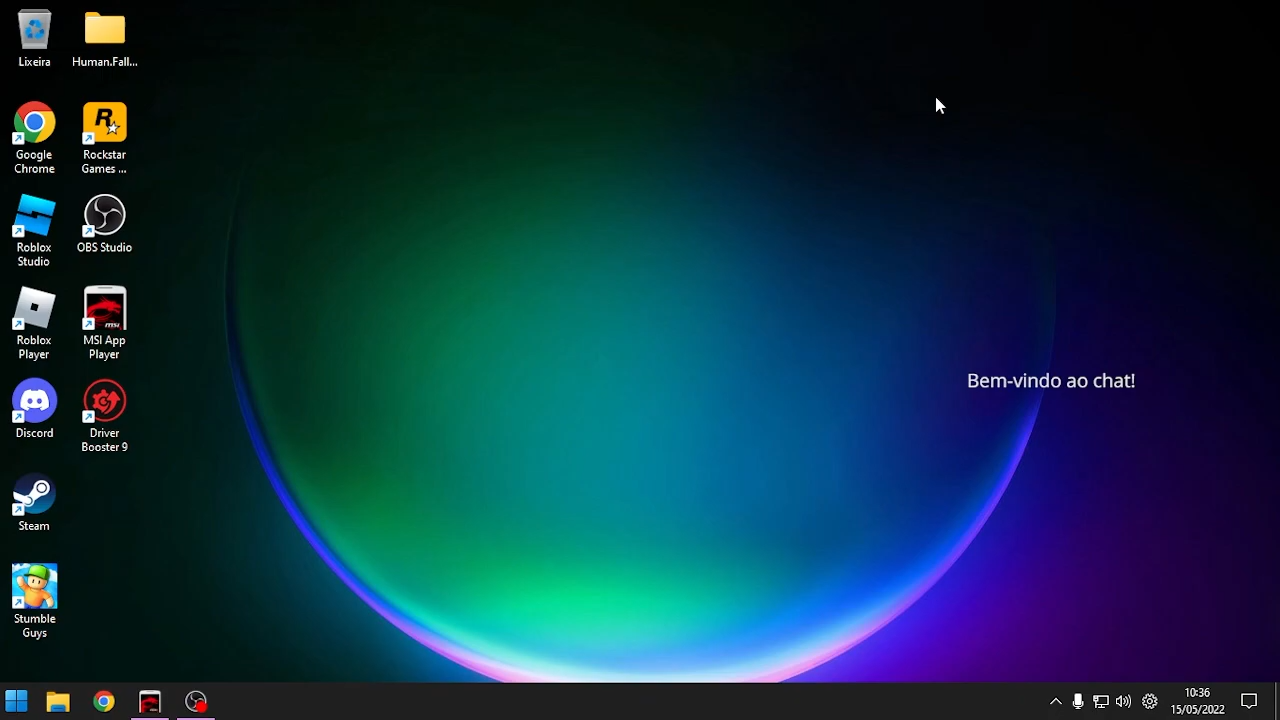 Lixeira
Human.Fall...
Google
Chrome
R
Rockstar
Games ...
Roblox
Studio
OBS Studio
Roblox
Player
msi
MSI App
Player
Discord
Driver
Booster 9
Steam
Stumble
Guys
Bem-vindo ao chat!
10:36
15/05/2022